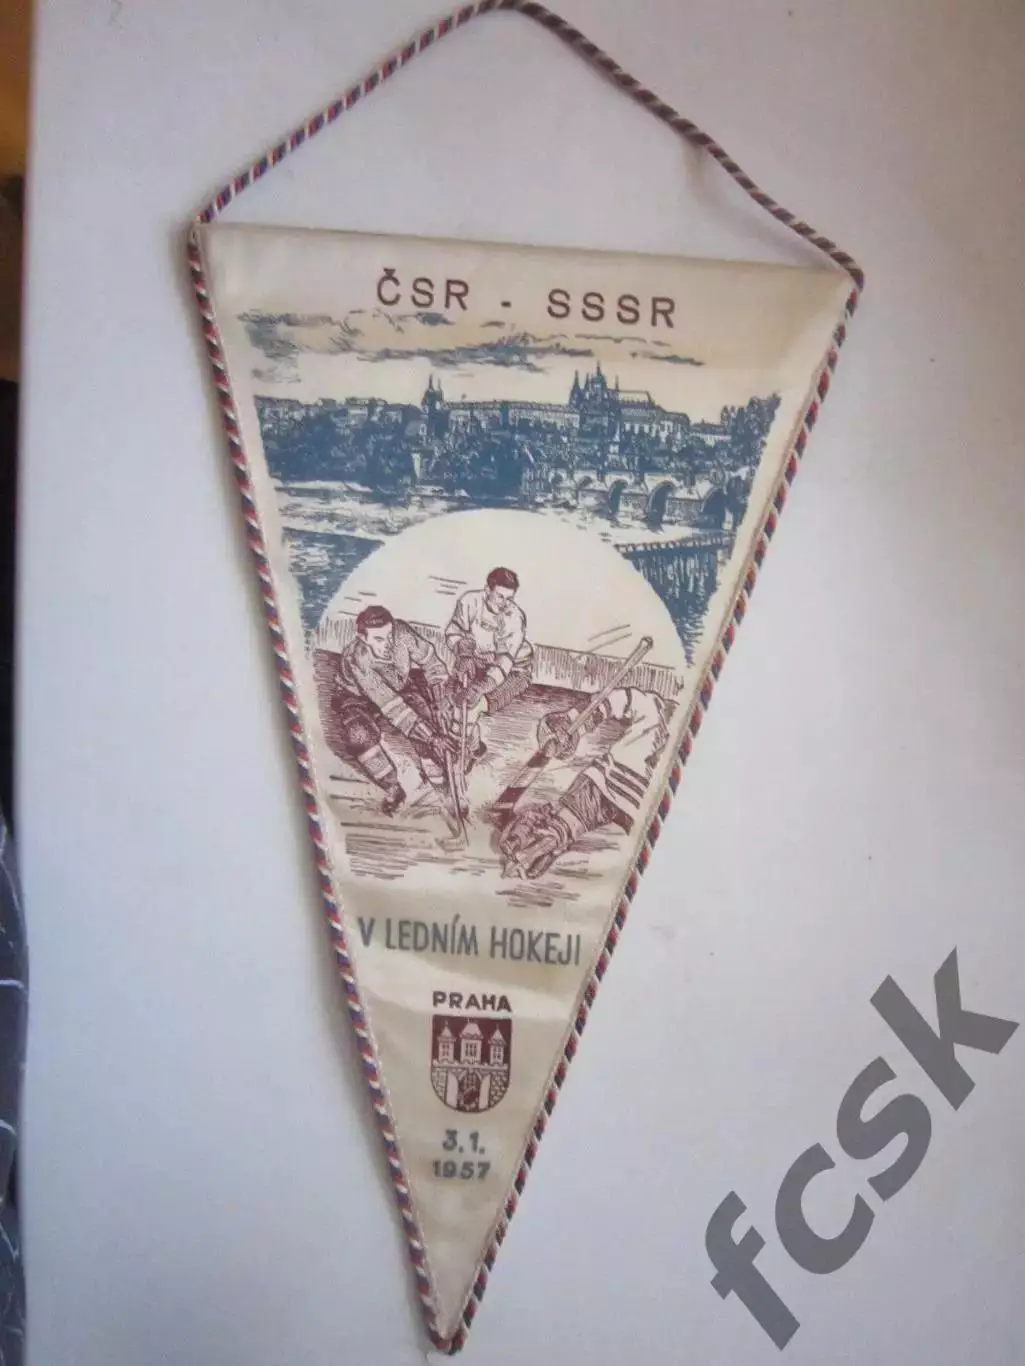 ČSR - SSSR
V LEDNÍM HOKEJI
PRAHA
3.1.
1957
fcsk